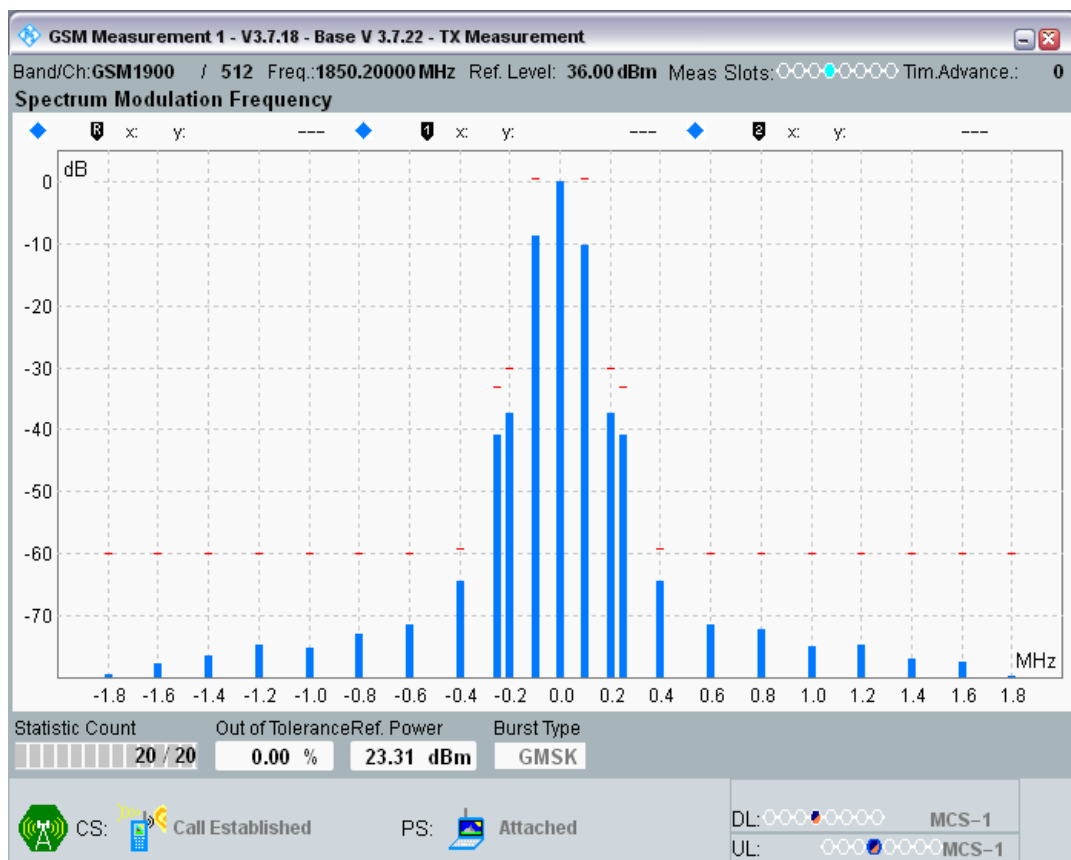 GSM Measurement 1 - V3.7.18 - Base V 3.7.22 - TX Measurement
Band/Ch:GSM1900 / 512 Freq.:1850.20000 MHz Ref. Level: 36.00 dBm Meas Slots: Tim.Advance.: 0
Spectrum Modulation Frequency
R x: y: --- 1 x: y: --- 2 x: y: ---
dB
0
-10
-20
-30
-40
-50
-60
-70
MHz
-1.8 -1.6 -1.4 -1.2 -1.0 -0.8 -0.6 -0.4 -0.2 0.0 0.2 0.4 0.6 0.8 1.0 1.2 1.4 1.6 1.8
Statistic Count Out of Tolerance Ref. Power Burst Type
20 / 20 0.00 % 23.31 dBm GMSK
CS: Call Established PS: Attached DL: MCS-1
UL: MCS-1